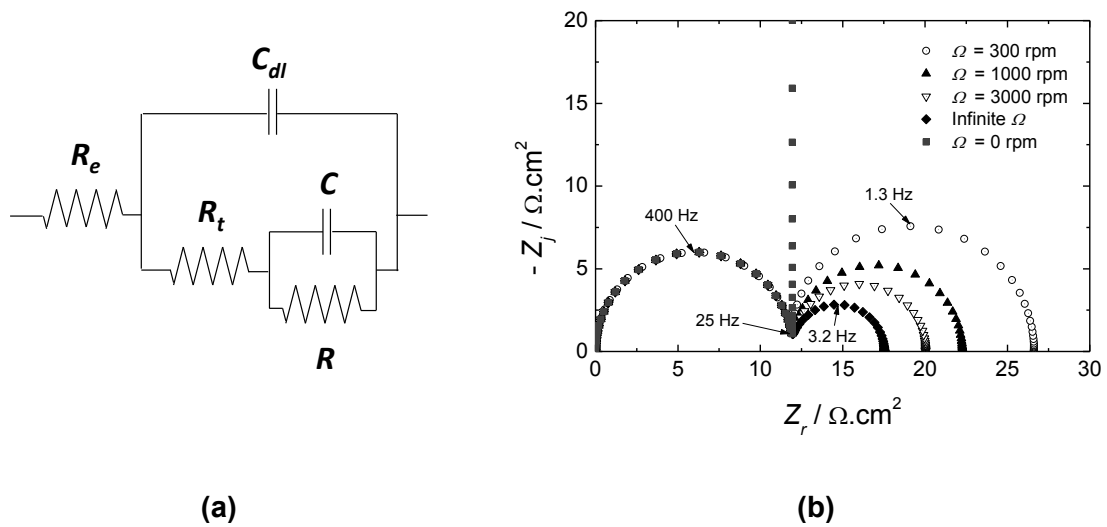 C_dl
R_e
C
R_t
R
(a)
20
15
10
5
0
- Z_j / Ω.cm²
0 5 10 15 20 25 30
Z_r / Ω.cm²
Ω = 300 rpm
Ω = 1000 rpm
Ω = 3000 rpm
Infinite Ω
Ω = 0 rpm
1.3 Hz
400 Hz
25 Hz
3.2 Hz
(b)